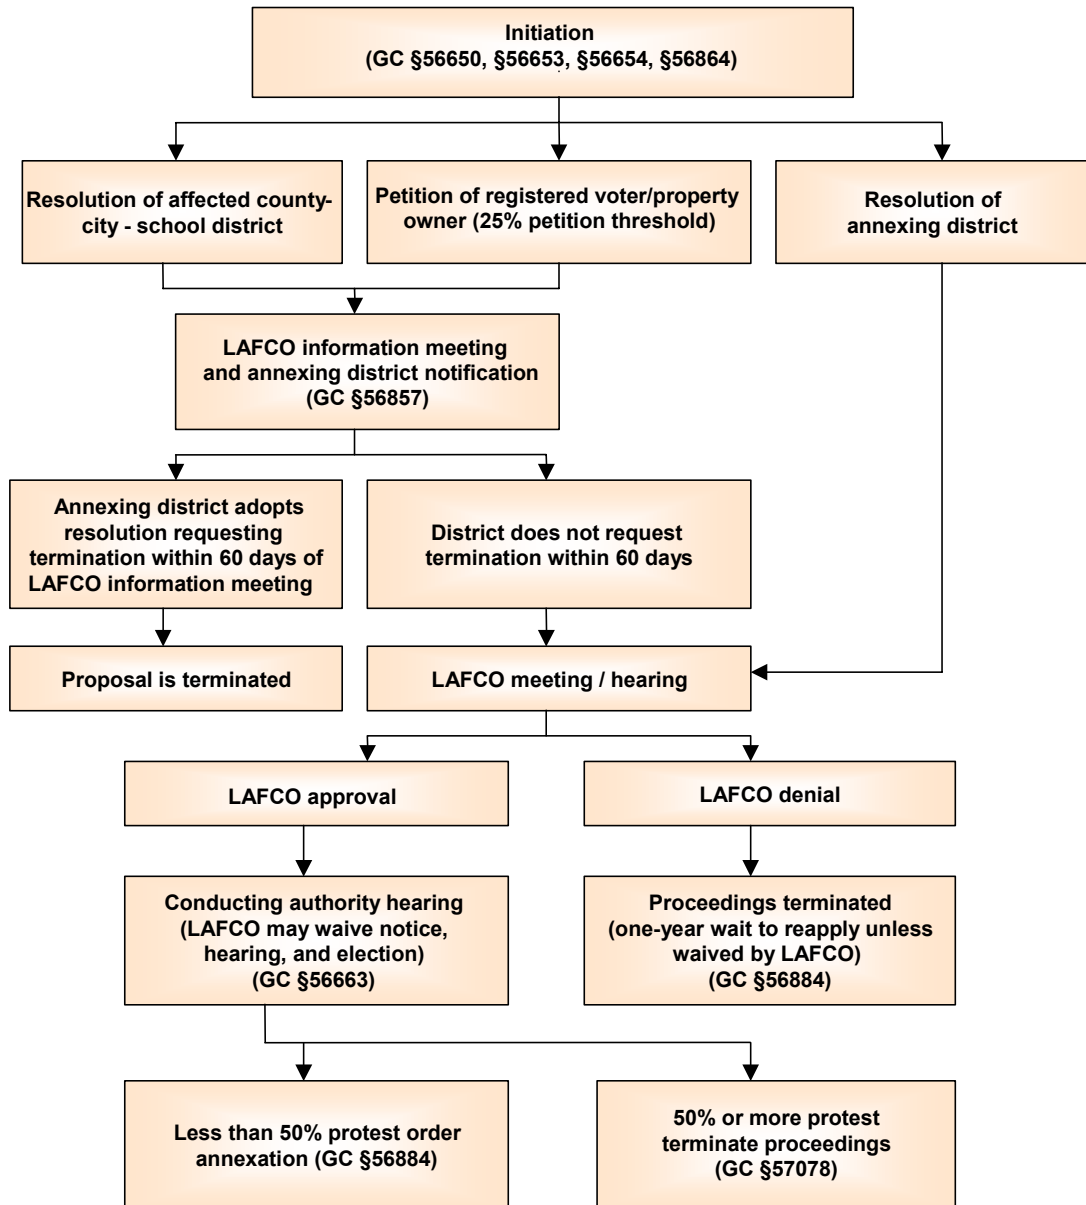 Initiation
(GC §56650, §56653, §56654, §56864)
Resolution of affected county-
city - school district
Petition of registered voter/property
owner (25% petition threshold)
Resolution of
annexing district
LAFCO information meeting
and annexing district notification
(GC §56857)
Annexing district adopts
resolution requesting
termination within 60 days of
LAFCO information meeting
District does not request
termination within 60 days
Proposal is terminated
LAFCO meeting / hearing
LAFCO approval
LAFCO denial
Conducting authority hearing
(LAFCO may waive notice,
hearing, and election)
(GC §56663)
Proceedings terminated
(one-year wait to reapply unless
waived by LAFCO)
(GC §56884)
Less than 50% protest order
annexation (GC §56884)
50% or more protest
terminate proceedings
(GC §57078)